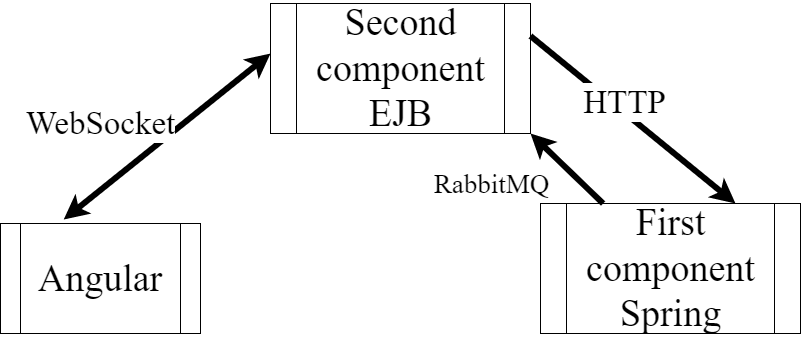 Second
component
EJB
HTTP
WebSocket
RabbitMQ
First
component
Spring
Angular